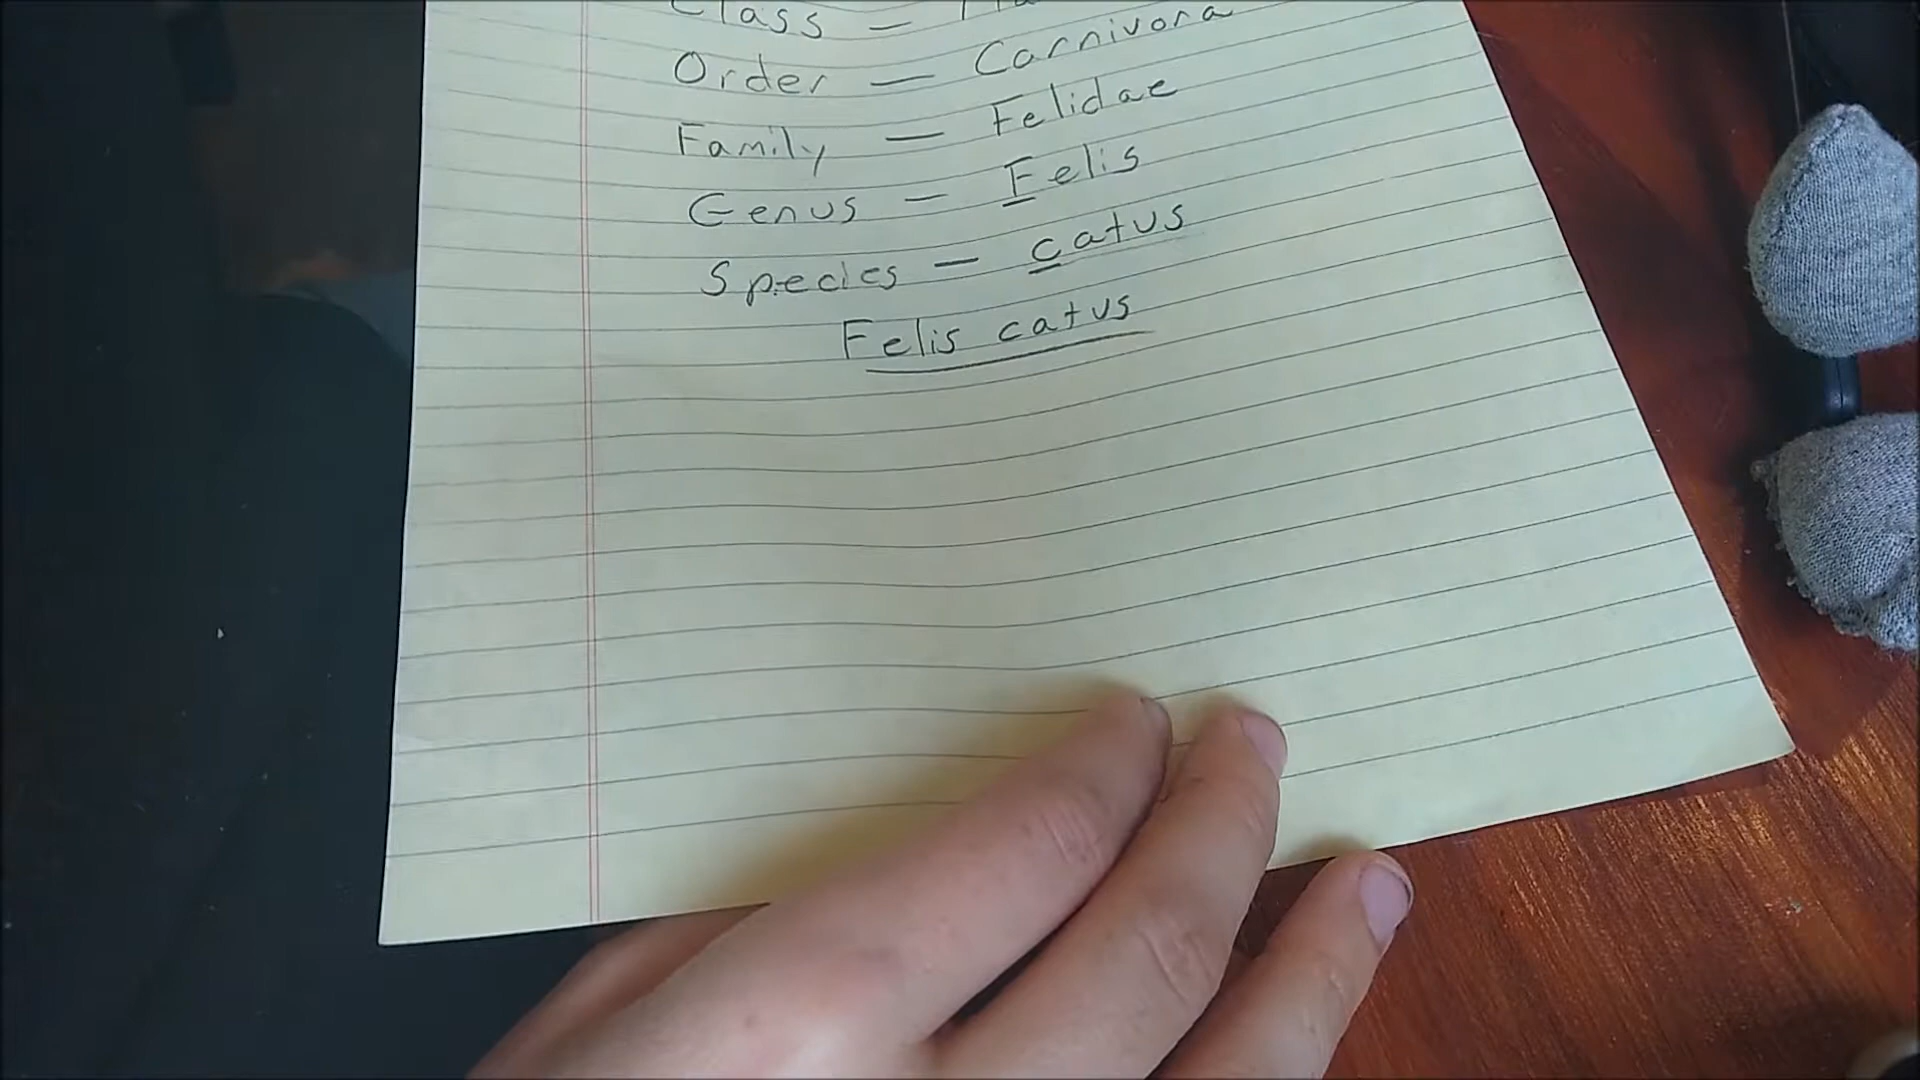 Class —
Order — Carnivora
Family — Felidae
Genus — Felis
Species — catus
Felis catus